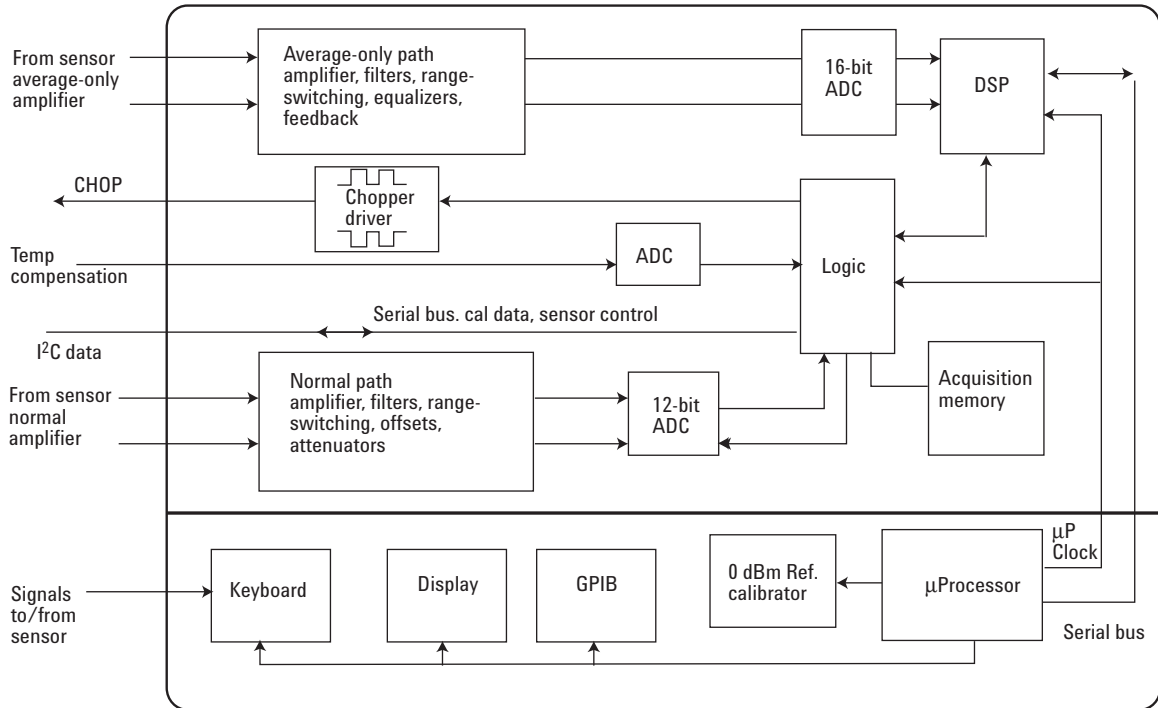 From sensor
average-only
amplifier
Average-only path
amplifier, filters, range-
switching, equalizers,
feedback
16-bit
ADC
DSP
CHOP
Chopper
driver
Temp
compensation
ADC
Logic
Serial bus. cal data, sensor control
I²C data
From sensor
normal
amplifier
Normal path
amplifier, filters, range-
switching, offsets,
attenuators
12-bit
ADC
Acquisition
memory
Signals
to/from
sensor
Keyboard
Display
GPIB
0 dBm Ref.
calibrator
µProcessor
µP
Clock
Serial bus